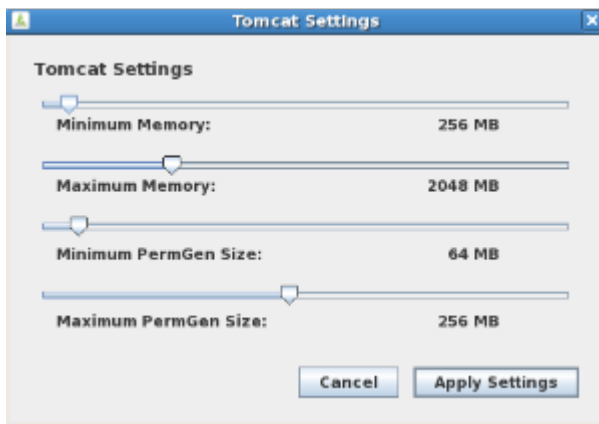 Tomcat Settings
Tomcat Settings
Minimum Memory: 256 MB
Maximum Memory: 2048 MB
Minimum PermGen Size: 64 MB
Maximum PermGen Size: 256 MB
Cancel Apply Settings